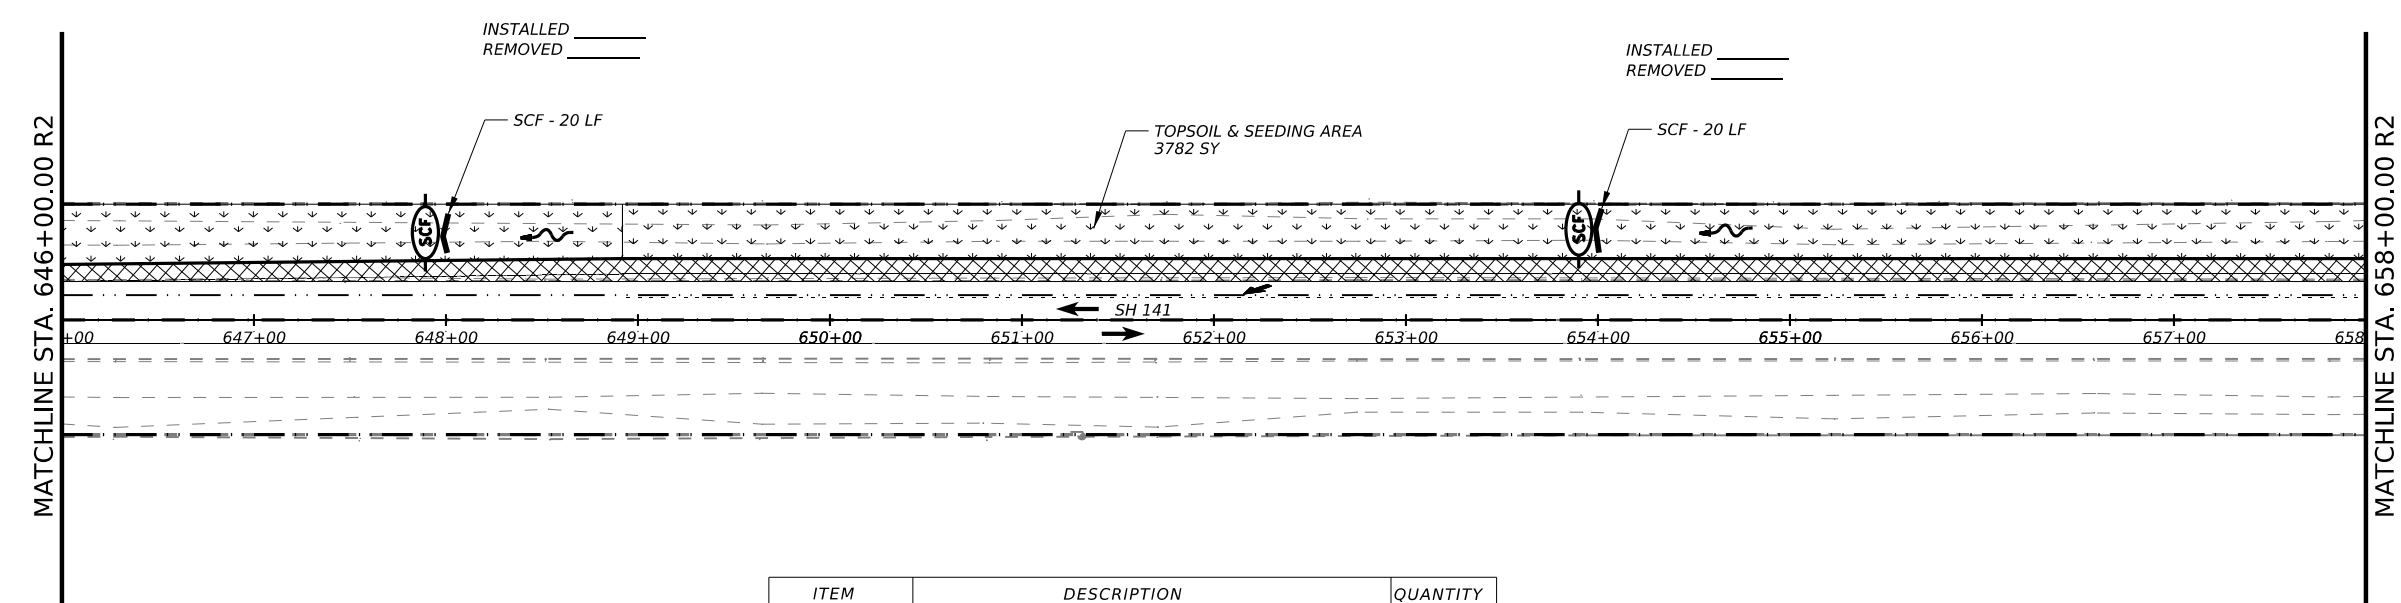 INSTALLED
REMOVED
INSTALLED
REMOVED
SCF - 20 LF
TOPSOIL & SEEDING AREA
3782 SY
SCF - 20 LF
MATCHLINE STA. 646+00.00 R2
SCF
SCF
MATCHLINE STA. 658+00.00 R2
SH 141
+00 647+00 648+00 649+00 650+00 651+00 652+00 653+00 654+00 655+00 656+00 657+00 658
ITEM DESCRIPTION QUANTITY